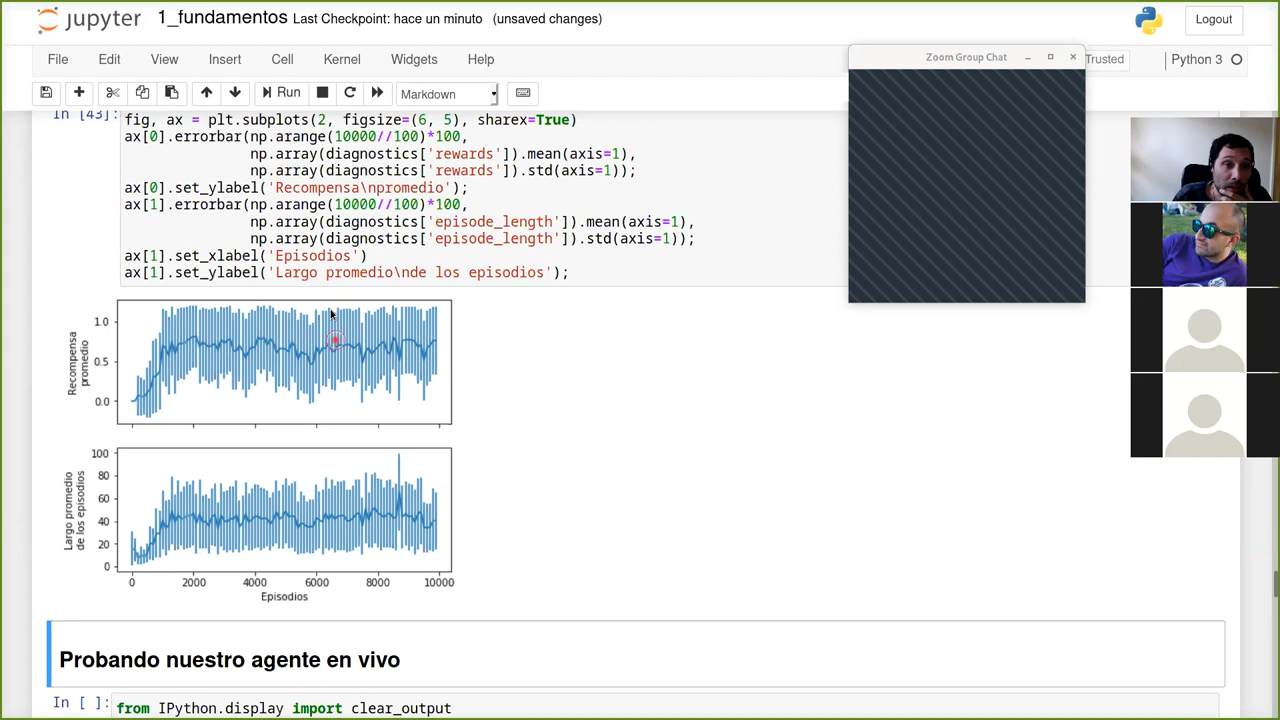 jupyter 1_fundamentos Last Checkpoint: hace un minuto (unsaved changes)
Logout
File Edit View Insert Cell Kernel Widgets Help
Trusted
Python 3
Run
Markdown
Zoom Group Chat
In [43]:
fig, ax = plt.subplots(2, figsize=(6, 5), sharex=True)
ax[0].errorbar(np.arange(10000//100)*100,
np.array(diagnostics['rewards']).mean(axis=1),
np.array(diagnostics['rewards']).std(axis=1));
ax[0].set_ylabel('Recompensa\npromedio');
ax[1].errorbar(np.arange(10000//100)*100,
np.array(diagnostics['episode_length']).mean(axis=1),
np.array(diagnostics['episode_length']).std(axis=1));
ax[1].set_xlabel('Episodios')
ax[1].set_ylabel('Largo promedio\nde los episodios');
Recompensa
promedio
1.0
0.5
0.0
Largo promedio
de los episodios
100
80
60
40
20
0
0 2000 4000 6000 8000 10000
Episodios
Probando nuestro agente en vivo
In [ ]:
from IPython.display import clear_output